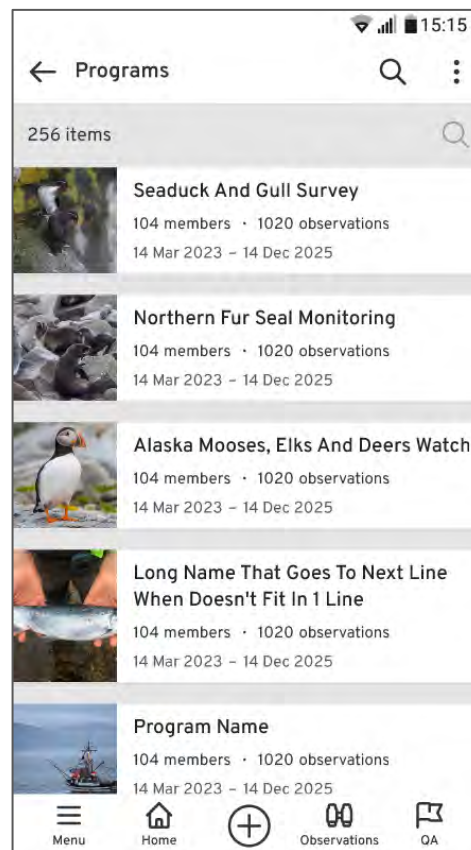 15:15
Programs
256 items
Seaduck And Gull Survey
104 members · 1020 observations
14 Mar 2023 – 14 Dec 2025
Northern Fur Seal Monitoring
104 members · 1020 observations
14 Mar 2023 – 14 Dec 2025
Alaska Mooses, Elks And Deers Watch
104 members · 1020 observations
14 Mar 2023 – 14 Dec 2025
Long Name That Goes To Next Line
When Doesn't Fit In 1 Line
104 members · 1020 observations
14 Mar 2023 – 14 Dec 2025
Program Name
104 members · 1020 observations
14 Mar 2023 – 14 Dec 2025
Menu Home Observations QA